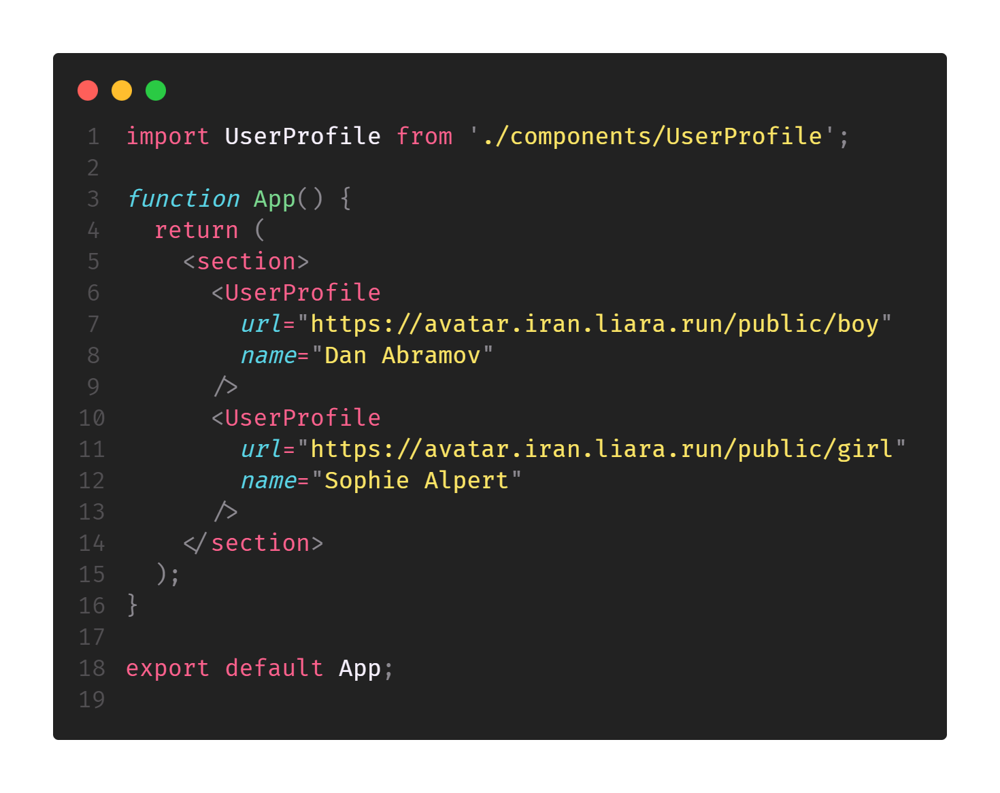 1 import UserProfile from './components/UserProfile';
2
3 function App() {
4   return (
5     <section>
6       <UserProfile
7         url="https://avatar.iran.liara.run/public/boy"
8         name="Dan Abramov"
9       />
10       <UserProfile
11         url="https://avatar.iran.liara.run/public/girl"
12         name="Sophie Alpert"
13       />
14     </section>
15   );
16 }
17
18 export default App;
19